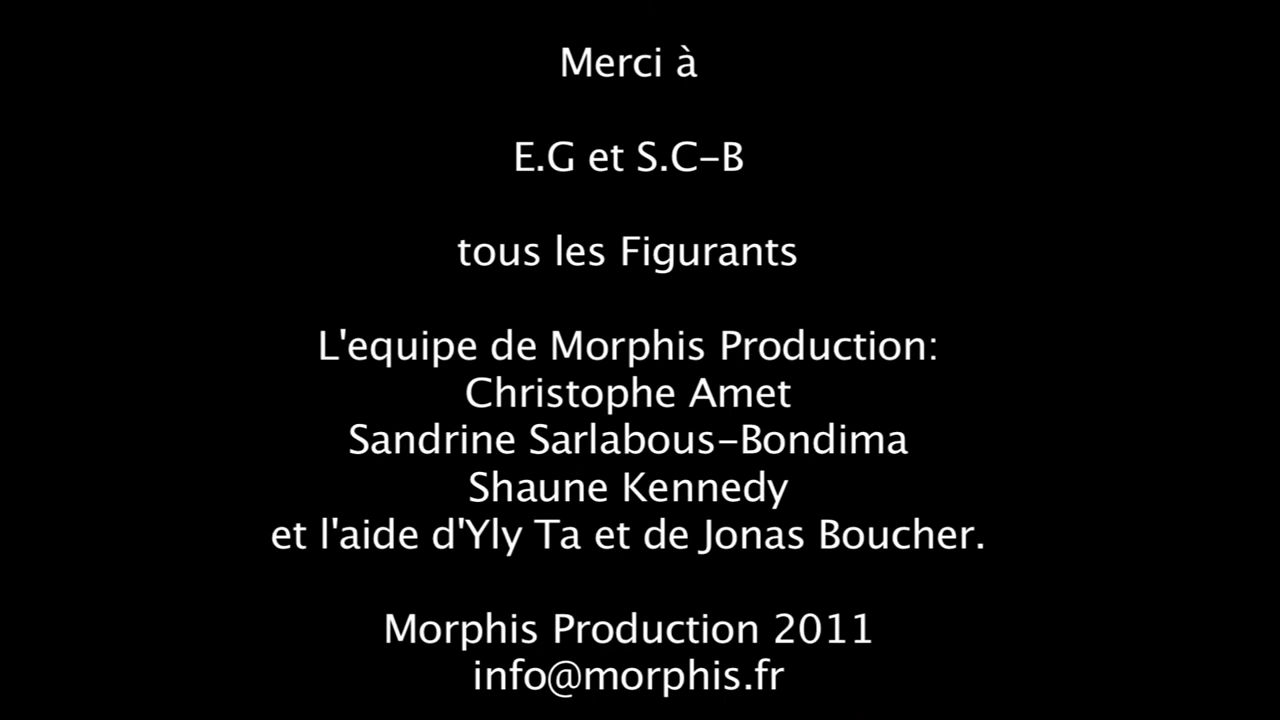 Merci à
E.G et S.C-B
tous les Figurants
L'equipe de Morphis Production:
Christophe Amet
Sandrine Sarlabous-Bondima
Shaune Kennedy
et l'aide d'Yly Ta et de Jonas Boucher.
Morphis Production 2011
info@morphis.fr